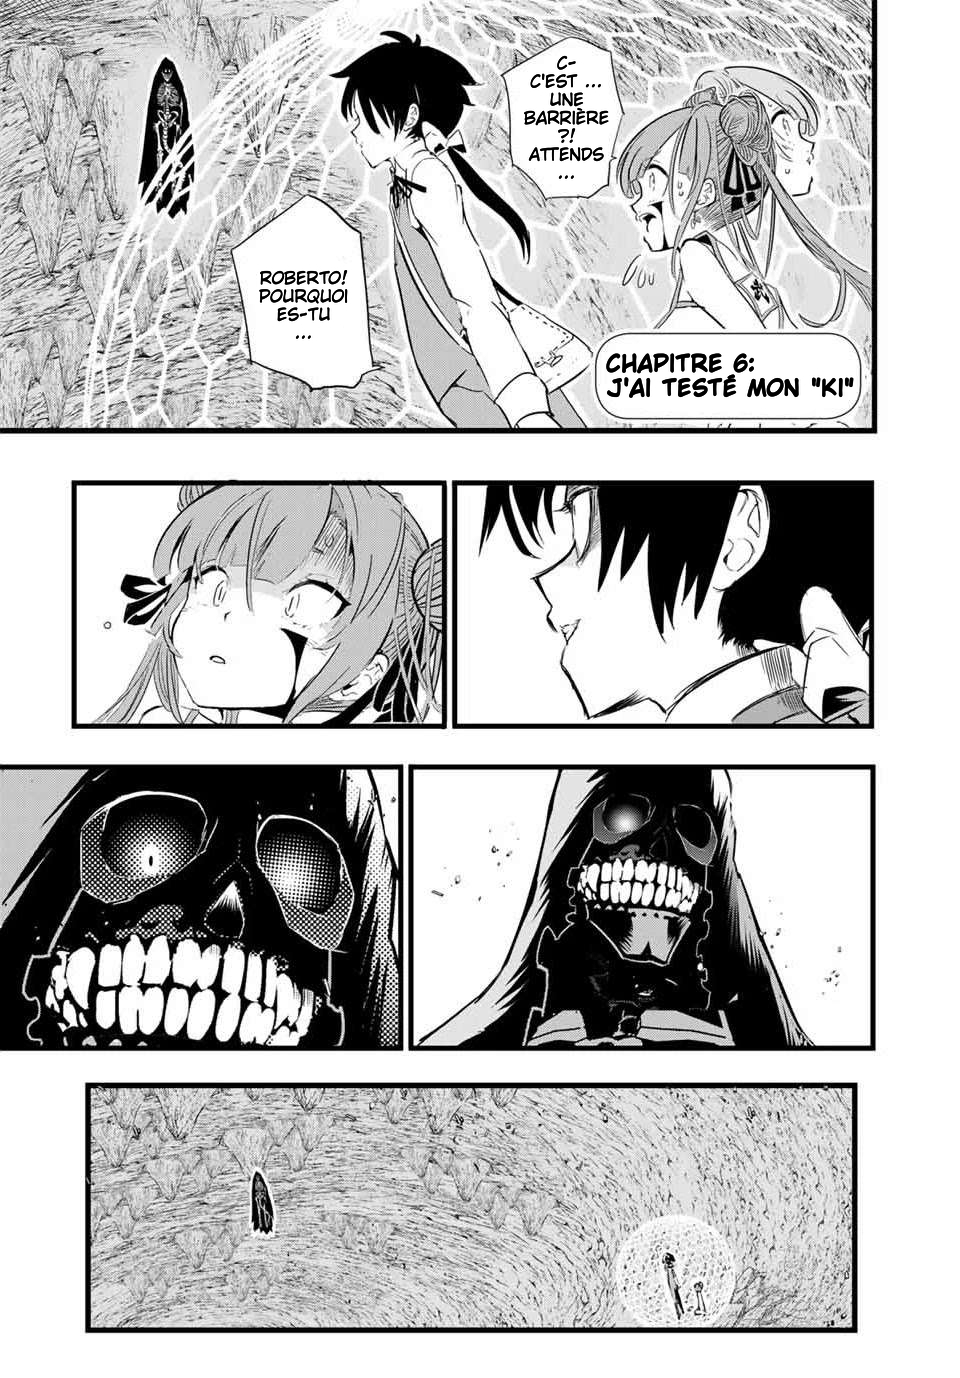 C-
C'EST ...
UNE
BARRIÈRE
?!
ATTENDS
...
ROBERTO!
POURQUOI
ES-TU
...
CHAPITRE 6:
J'AI TESTÉ MON "KI"